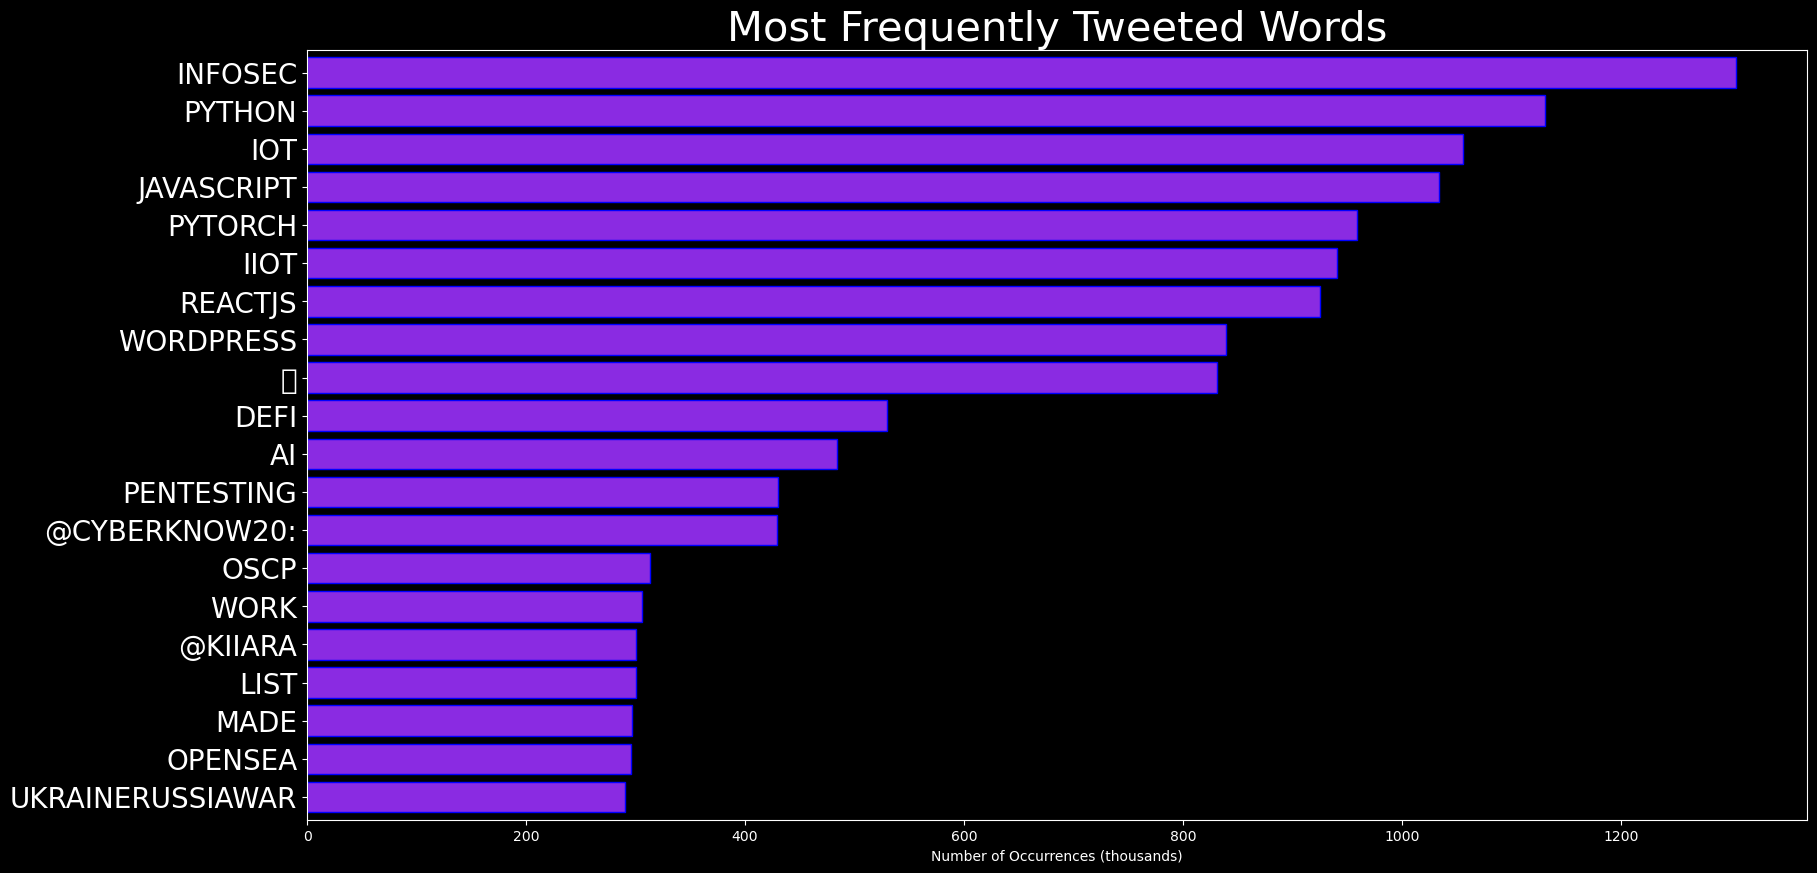 Most Frequently Tweeted Words
INFOSEC
PYTHON
IOT
JAVASCRIPT
PYTORCH
IIOT
REACTJS
WORDPRESS
DEFI
AI
PENTESTING
@CYBERKNOW20:
OSCP
WORK
@KIIARA
LIST
MADE
OPENSEA
UKRAINERUSSIAWAR
0 200 400 600 800 1000 1200
Number of Occurrences (thousands)